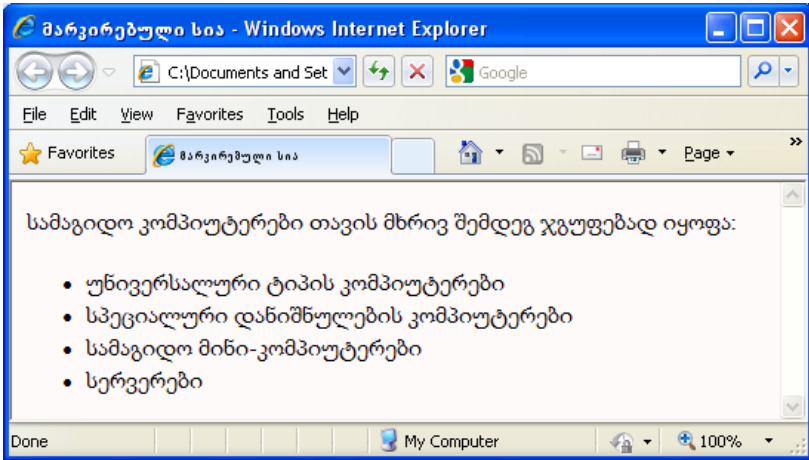 მარკირებული სია - Windows Internet Explorer
C:\Documents and Set Google
File Edit View Favorites Tools Help
Favorites მარკირებული სია Page
სამაგიდო კომპიუტერები თავის მხრივ შემდეგ ჯგუფებად იყოფა:
• უნივერსალური ტიპის კომპიუტერები
• სპეციალური დანიშნულების კომპიუტერები
• სამაგიდო მინი-კომპიუტერები
• სერვერები
Done My Computer 100%